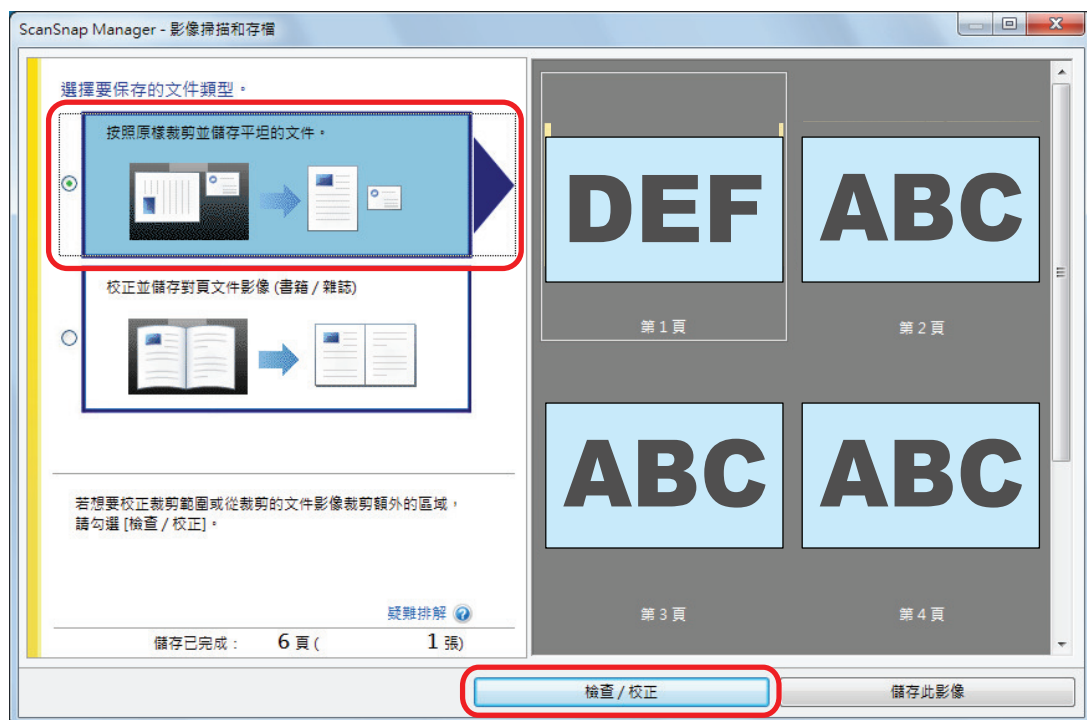 ScanSnap Manager - 影像掃描和存檔
選擇要保存的文件類型。
按照原樣裁剪並儲存平坦的文件。
校正並儲存對頁文件影像 (書籍 / 雜誌)
若想要校正裁剪範圍或從裁剪的文件影像裁剪額外的區域，
請勾選 [檢查 / 校正]。
疑難排解
儲存已完成： 6 頁 ( 1 張)
DEF
ABC
第 1 頁
第 2 頁
ABC
ABC
第 3 頁
第 4 頁
檢查 / 校正
儲存此影像